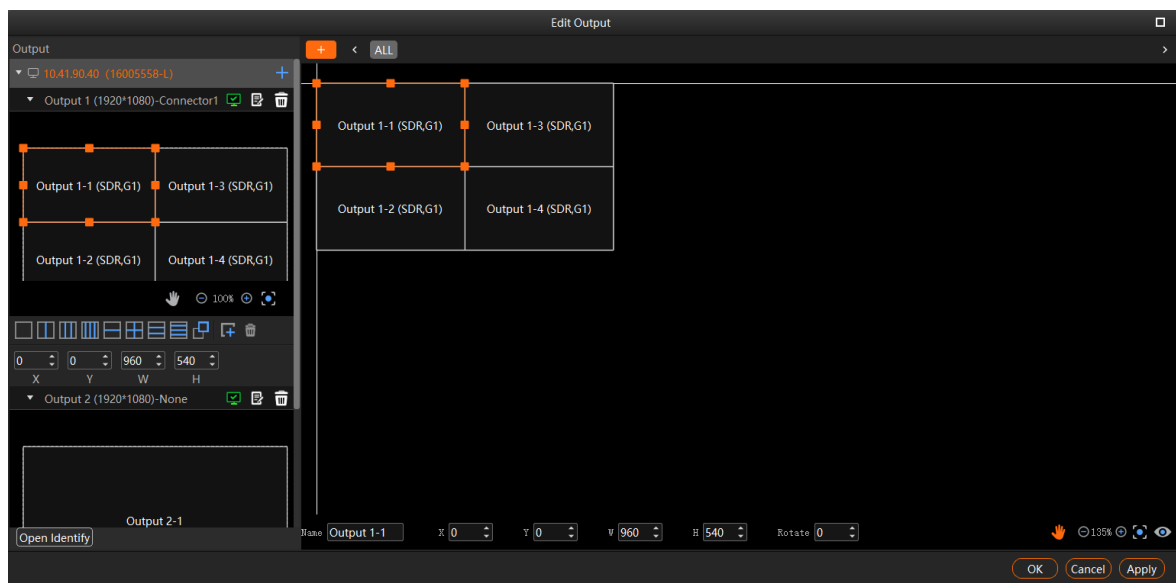 Edit Output
Output
+ < ALL >
10.41.90.40 (16005558-L) +
Output 1 (1920*1080)-Connector1
Output 1-1 (SDR,G1) Output 1-3 (SDR,G1)
Output 1-2 (SDR,G1) Output 1-4 (SDR,G1)
100%
0 0 960 540
X Y W H
Output 2 (1920*1080)-None
Output 2-1
Open Identify
Output 1-1 (SDR,G1) Output 1-3 (SDR,G1)
Output 1-2 (SDR,G1) Output 1-4 (SDR,G1)
Name Output 1-1 X 0 Y 0 W 960 H 540 Rotate 0 135%
OK Cancel Apply